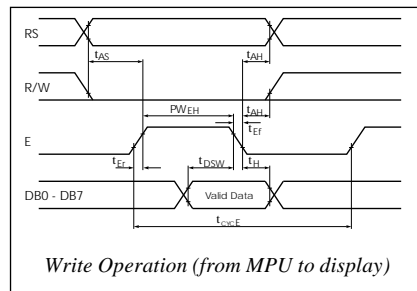 RS
tAS
tAH
R/W
PWEH
tAH
tEf
E
tEr
tDSW
tH
DB0 - DB7
Valid Data
tCYCE
Write Operation (from MPU to display)